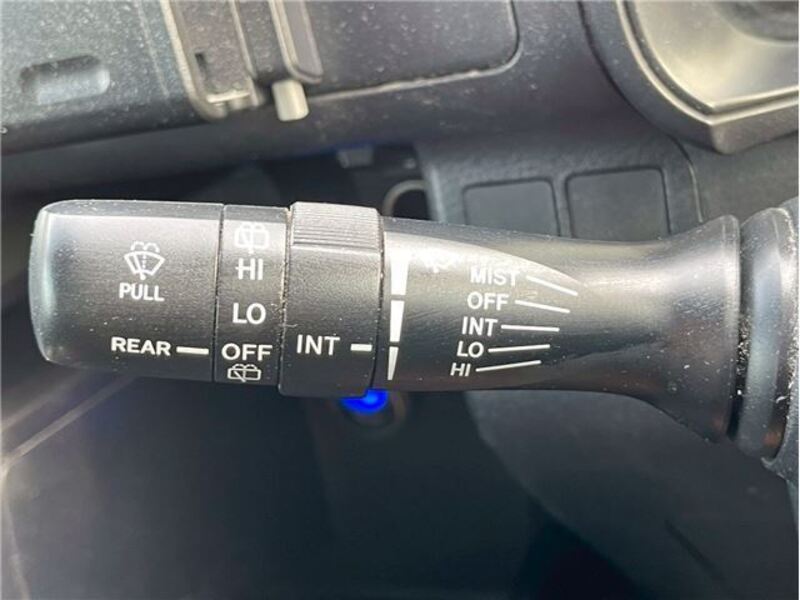 PULL
REAR
HI
LO
OFF
INT
MIST
OFF
INT
LO
HI